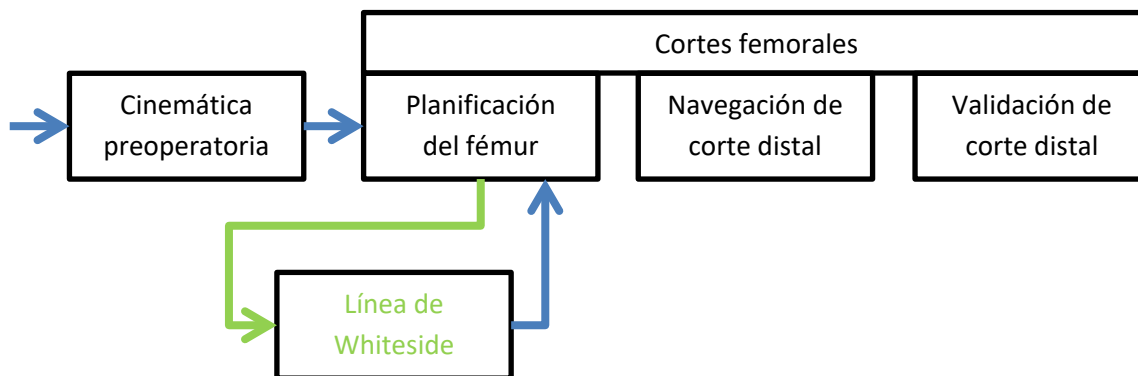 Cortes femorales
Cinemática
preoperatoria
Planificación
del fémur
Navegación de
corte distal
Validación de
corte distal
Línea de
Whiteside